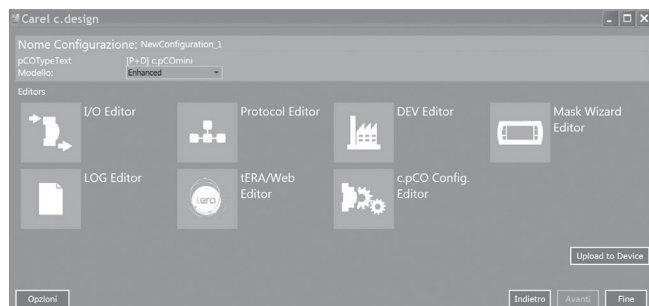 Carel c.design
Nome Configurazione: NewConfiguration_1
pCOTypeText [P+D] c.pCOmini
Modello: Enhanced
Editors
I/O Editor
Protocol Editor
DEV Editor
Mask Wizard
Editor
LOG Editor
tERA/Web
Editor
tera
c.pCO Config.
Editor
Upload to Device
Opzioni Indietro Avanti Fine